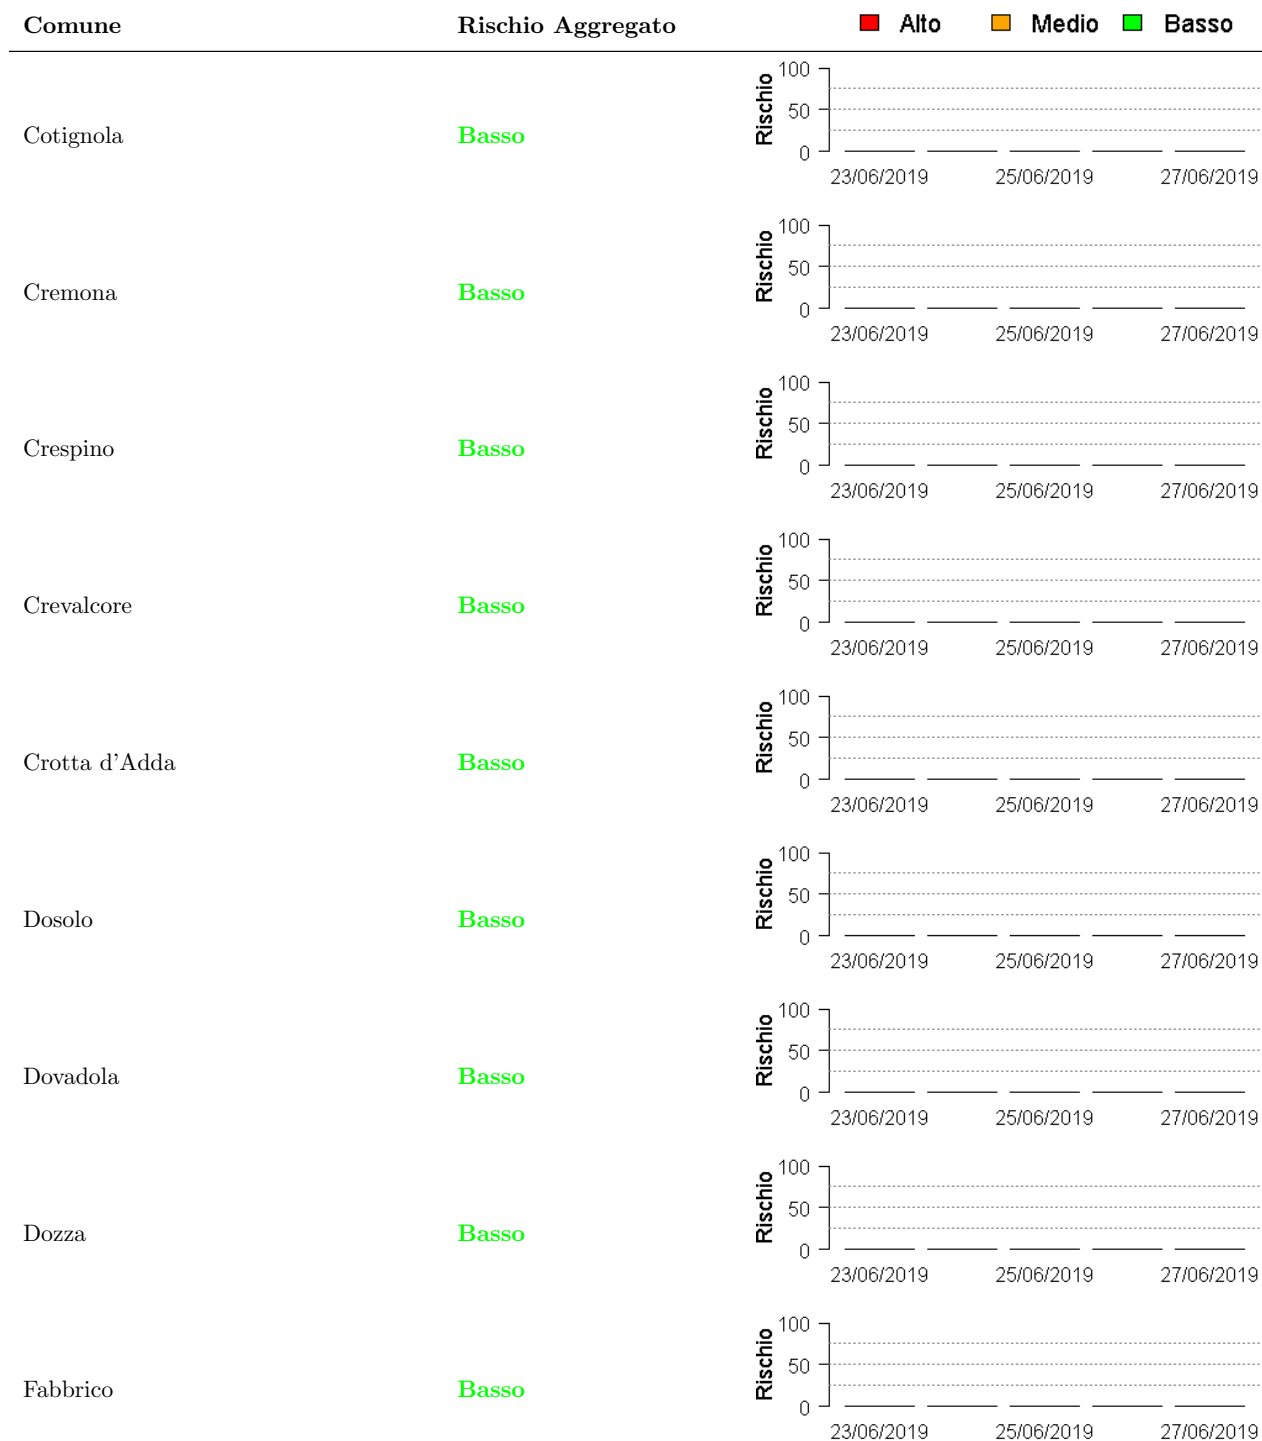 Comune Rischio Aggregato Alto Medio Basso
Cotignola Basso Rischio 100 50 0
23/06/2019 25/06/2019 27/06/2019
Cremona Basso Rischio 100 50 0
23/06/2019 25/06/2019 27/06/2019
Crespino Basso Rischio 100 50 0
23/06/2019 25/06/2019 27/06/2019
Crevalcore Basso Rischio 100 50 0
23/06/2019 25/06/2019 27/06/2019
Crotta d'Adda Basso Rischio 100 50 0
23/06/2019 25/06/2019 27/06/2019
Dosolo Basso Rischio 100 50 0
23/06/2019 25/06/2019 27/06/2019
Dovadola Basso Rischio 100 50 0
23/06/2019 25/06/2019 27/06/2019
Dozza Basso Rischio 100 50 0
23/06/2019 25/06/2019 27/06/2019
Fabbrico Basso Rischio 100 50 0
23/06/2019 25/06/2019 27/06/2019